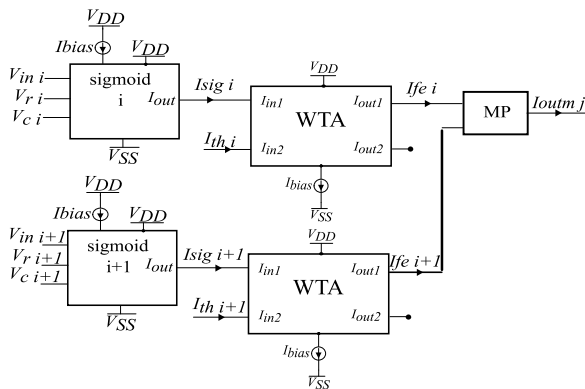 VDD
Ibias
VDD
Vin i
Vr i
Vc i
sigmoid
i
Iout
VSS
Isig i
Ith i
VDD
Iin1
Iin2
WTA
Iout1
Iout2
Ibias
VSS
Ife i
MP
Ioutm j
VDD
Ibias
VDD
Vin i+1
Vr i+1
Vc i+1
sigmoid
i+1
Iout
VSS
Isig i+1
Ith i+1
VDD
Iin1
Iin2
WTA
Iout1
Iout2
Ibias
VSS
Ife i+1